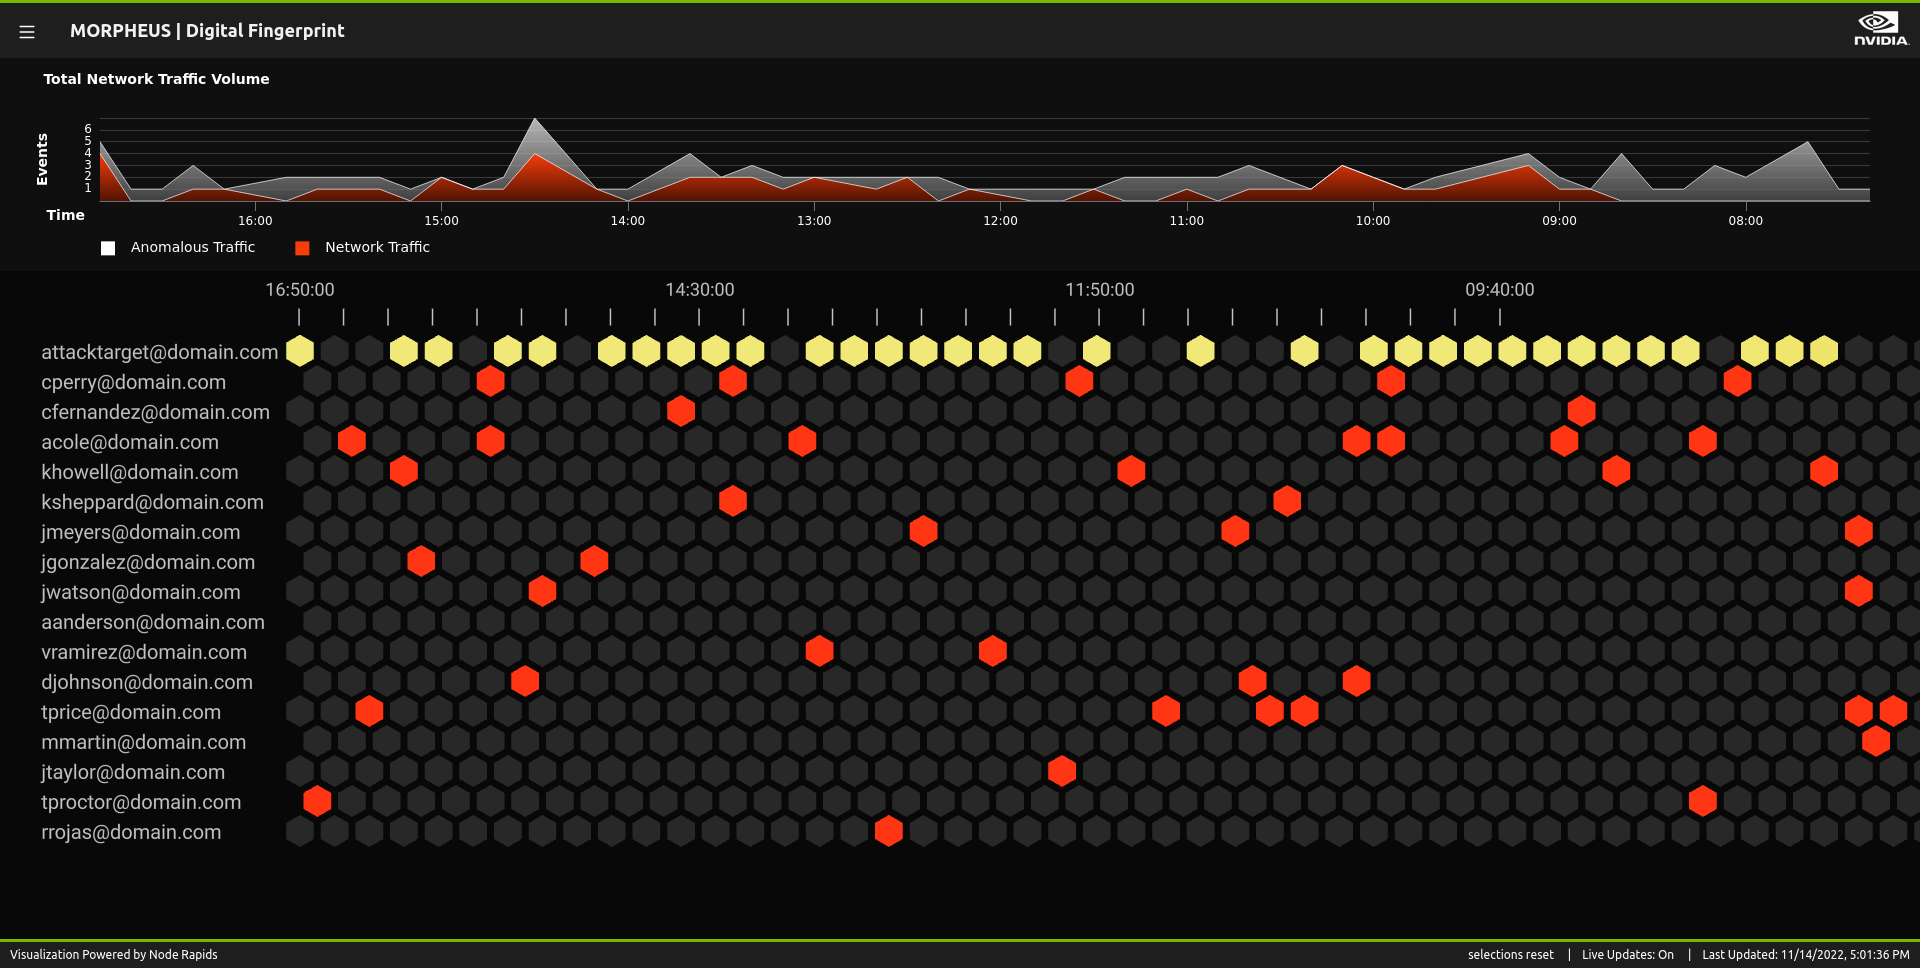 MORPHEUS | Digital Fingerprint
NVIDIA.
Total Network Traffic Volume
Events
6
5
4
3
2
1
Time
16:00 15:00 14:00 13:00 12:00 11:00 10:00 09:00 08:00
Anomalous Traffic Network Traffic
16:50:00 14:30:00 11:50:00 09:40:00
attacktarget@domain.com
cperry@domain.com
cfernandez@domain.com
acole@domain.com
khowell@domain.com
ksheppard@domain.com
jmeyers@domain.com
jgonzalez@domain.com
jwatson@domain.com
aanderson@domain.com
vramirez@domain.com
djohnson@domain.com
tprice@domain.com
mmartin@domain.com
jtaylor@domain.com
tproctor@domain.com
rrojas@domain.com
Visualization Powered by Node Rapids
selections reset | Live Updates: On | Last Updated: 11/14/2022, 5:01:36 PM